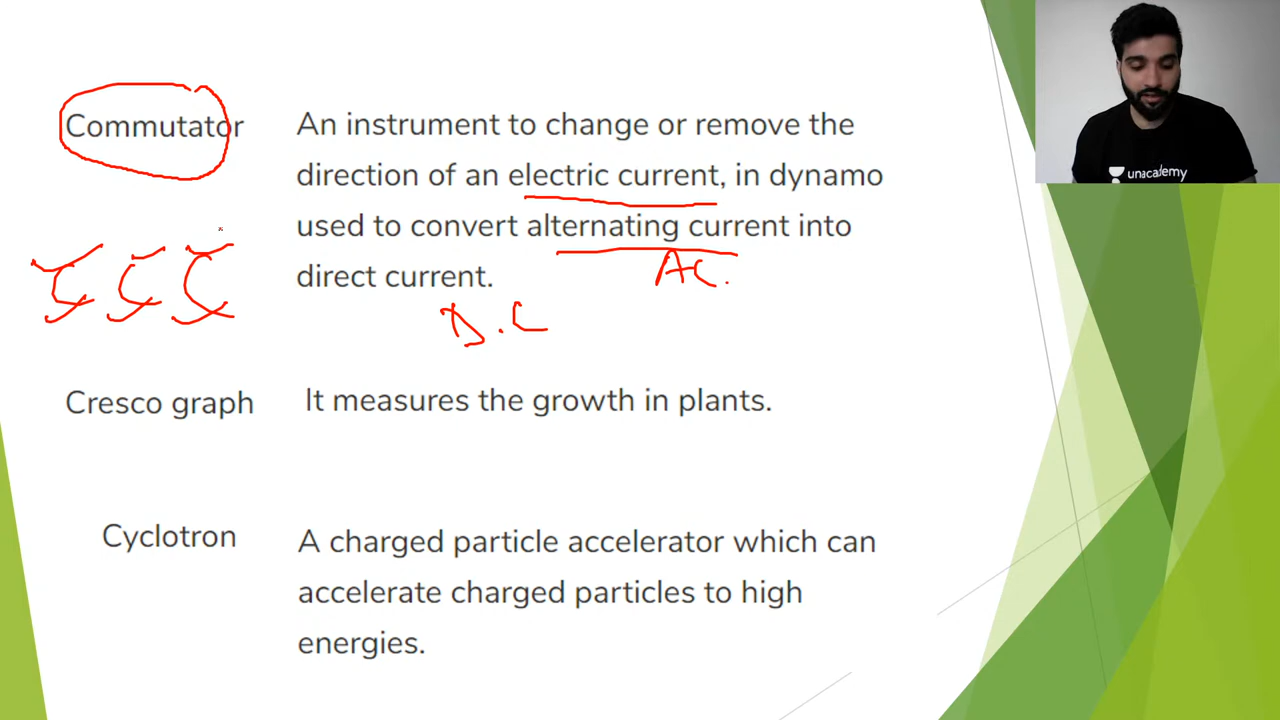 Commutator
An instrument to change or remove the
direction of an electric current, in dynamo
used to convert alternating current into
direct current.
AC.
D.C
Cresco graph
It measures the growth in plants.
Cyclotron
A charged particle accelerator which can
accelerate charged particles to high
energies.
unacademy